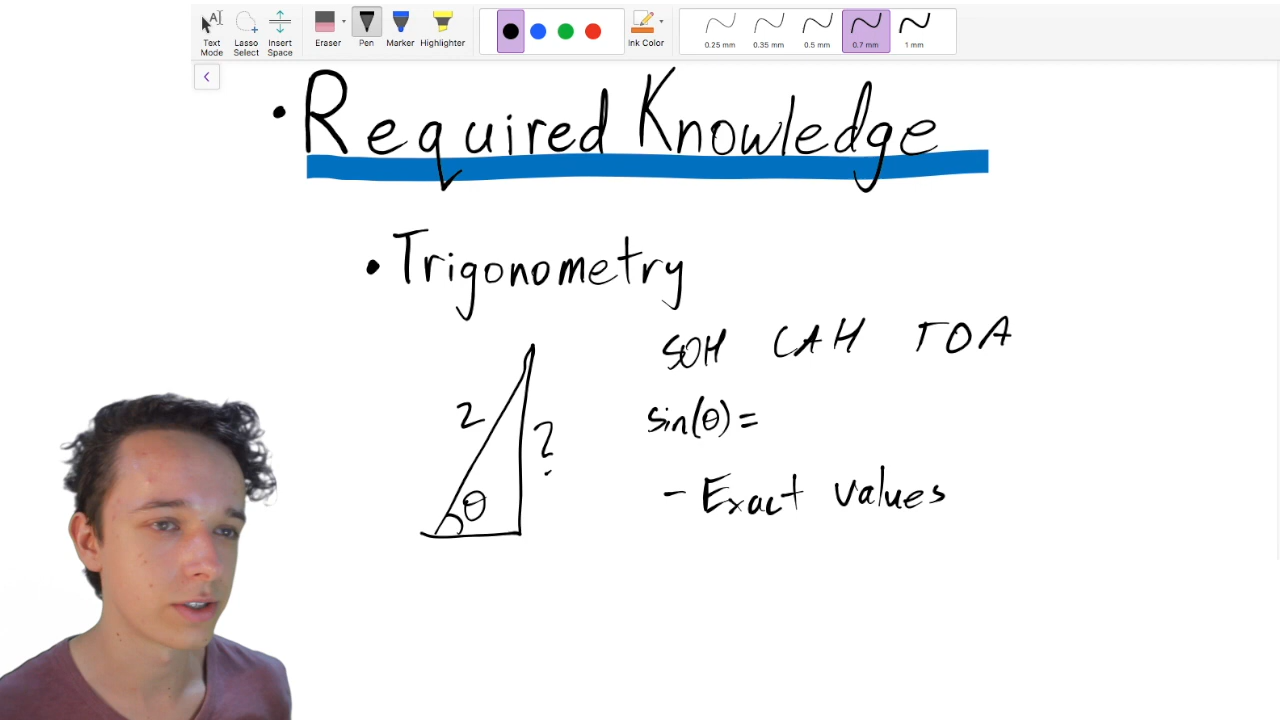 Text Mode
Lasso Select
Insert Space
Eraser
Pen
Marker
Highlighter
Ink Color
0.25 mm
0.35 mm
0.5 mm
0.7 mm
1 mm
• Required Knowledge
• Trigonometry
SOH CAH TOA
2
?
sin(θ)=
θ
- Exact values